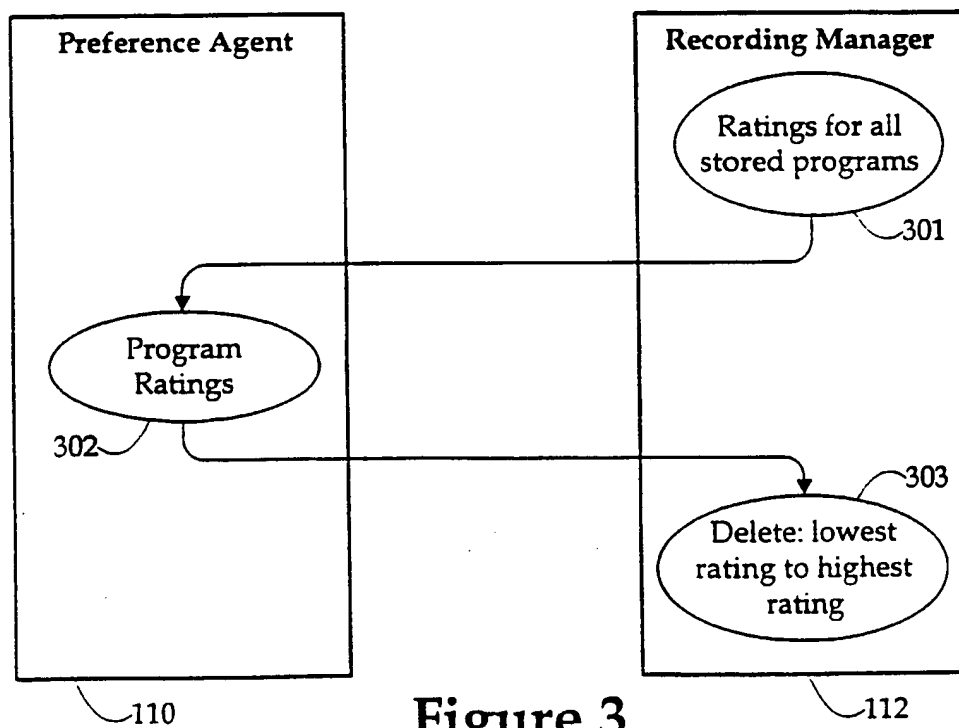 Preference Agent
Recording Manager
Ratings for all
stored programs
301
Program
Ratings
302
303
Delete: lowest
rating to highest
rating
110
Figure 3
112